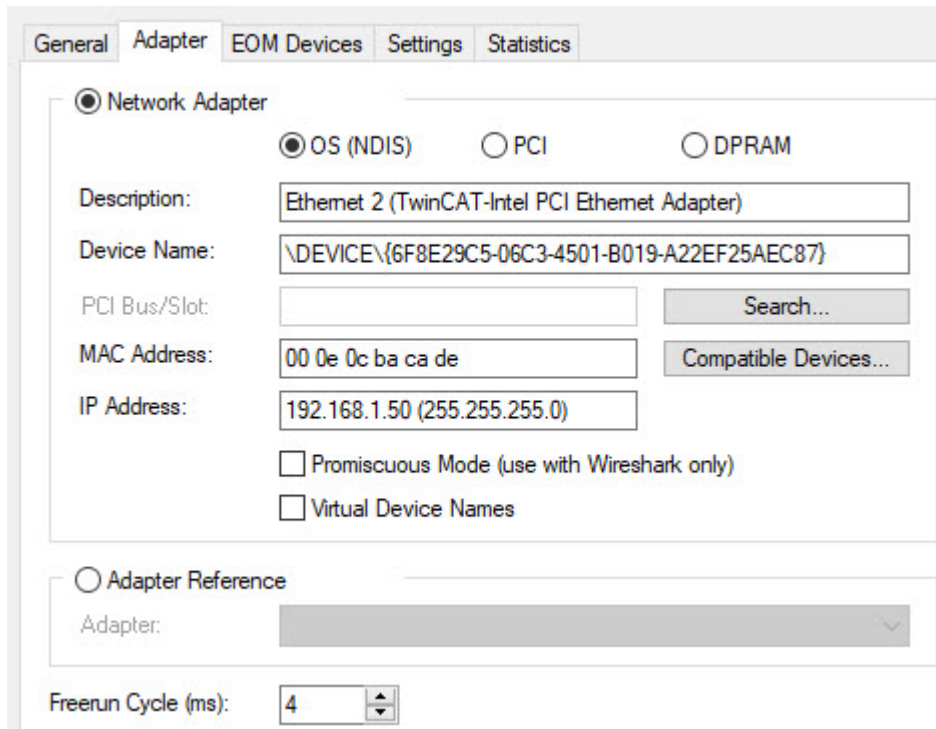 General Adapter EOM Devices Settings Statistics
Network Adapter
OS (NDIS) PCI DPRAM
Description: Ethernet 2 (TwinCAT-Intel PCI Ethernet Adapter)
Device Name: \DEVICE\{6F8E29C5-06C3-4501-B019-A22EF25AEC87}
PCI Bus/Slot: Search...
MAC Address: 00 0e 0c ba ca de Compatible Devices...
IP Address: 192.168.1.50 (255.255.255.0)
Promiscuous Mode (use with Wireshark only)
Virtual Device Names
Adapter Reference
Adapter:
Freerun Cycle (ms): 4